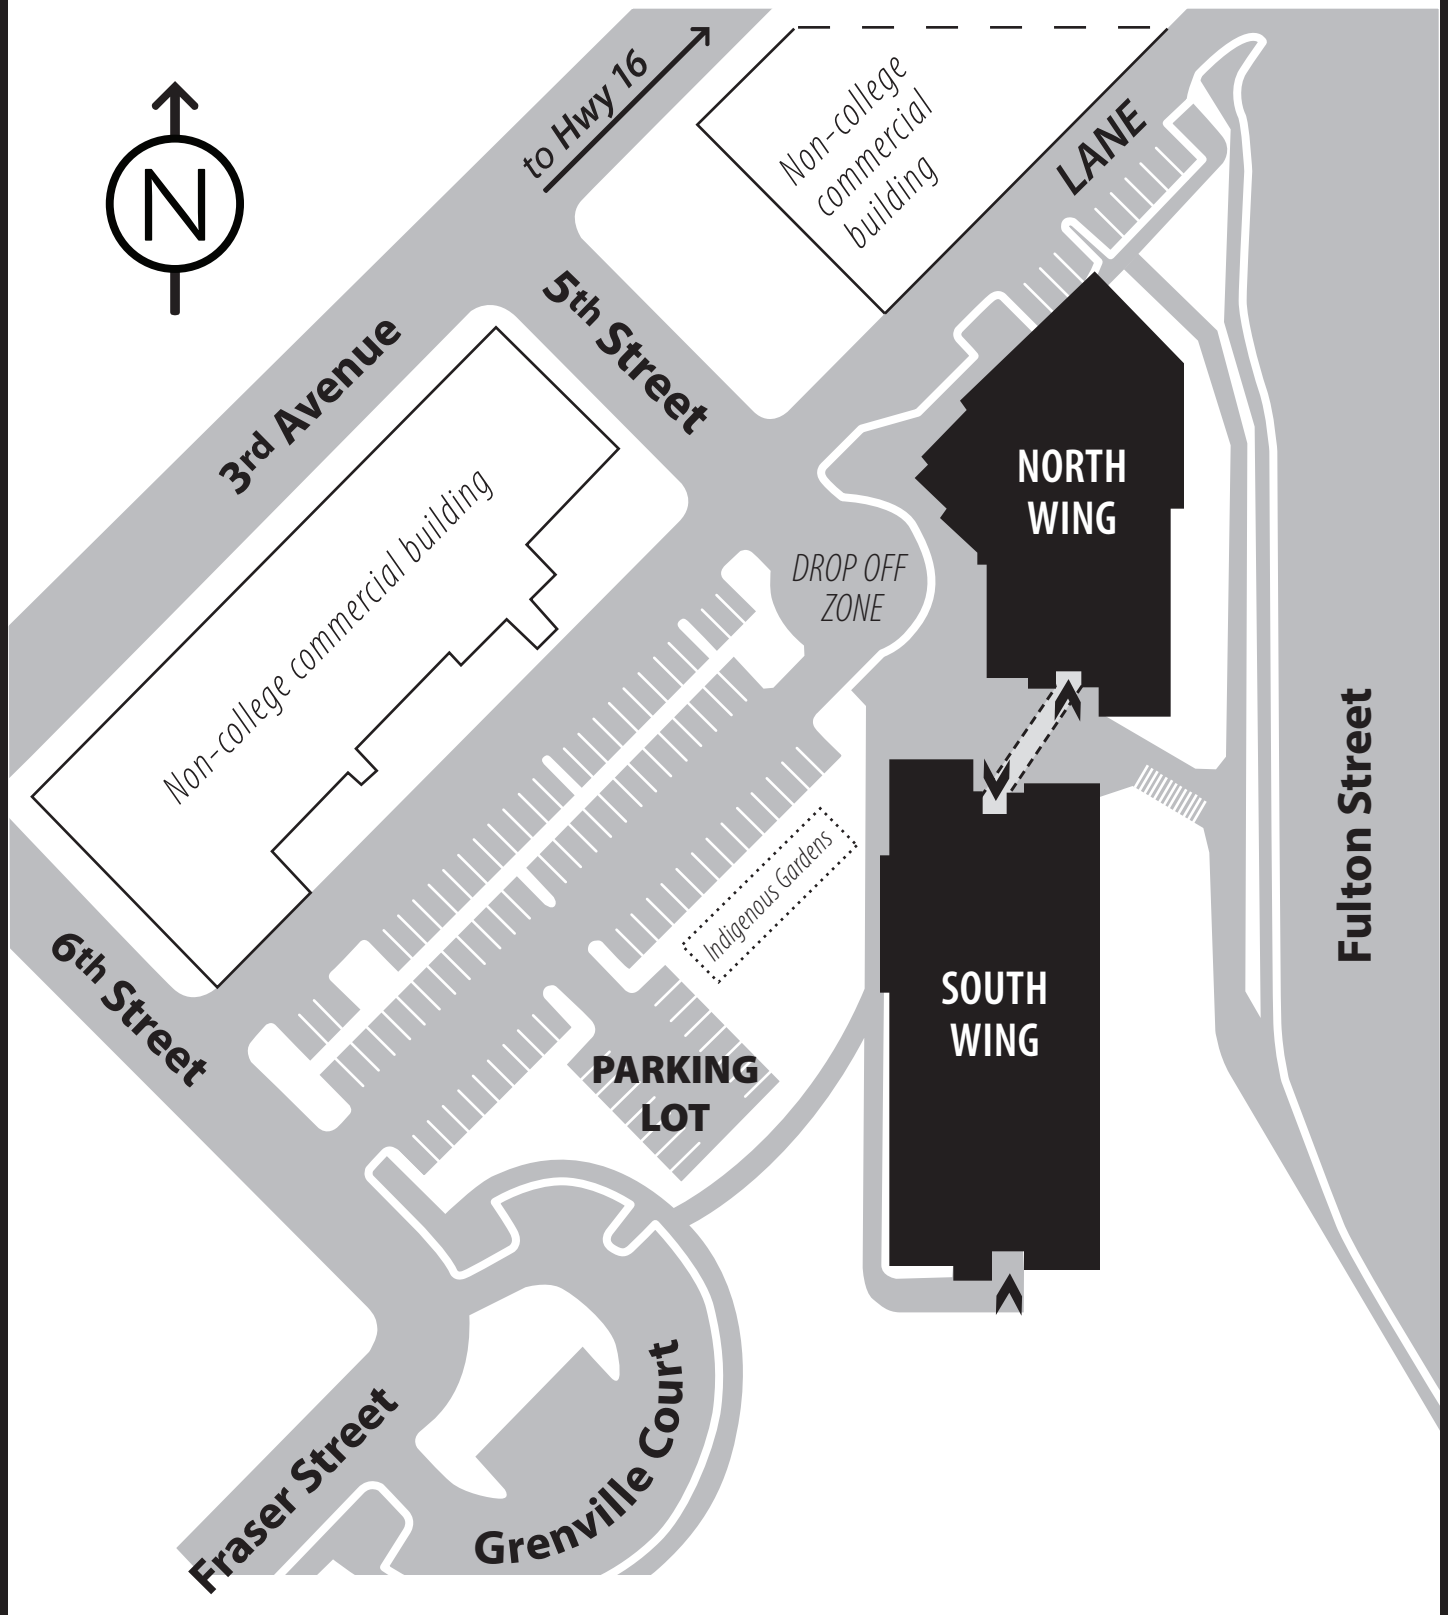 N
to Hwy 16
Non-college
commercial
building
LANE
5th Street
3rd Avenue
Non-college commercial building
NORTH
WING
DROP OFF
ZONE
Fulton Street
Indigenous Gardens
6th Street
SOUTH
WING
PARKING
LOT
Fraser Street
Grenville Court